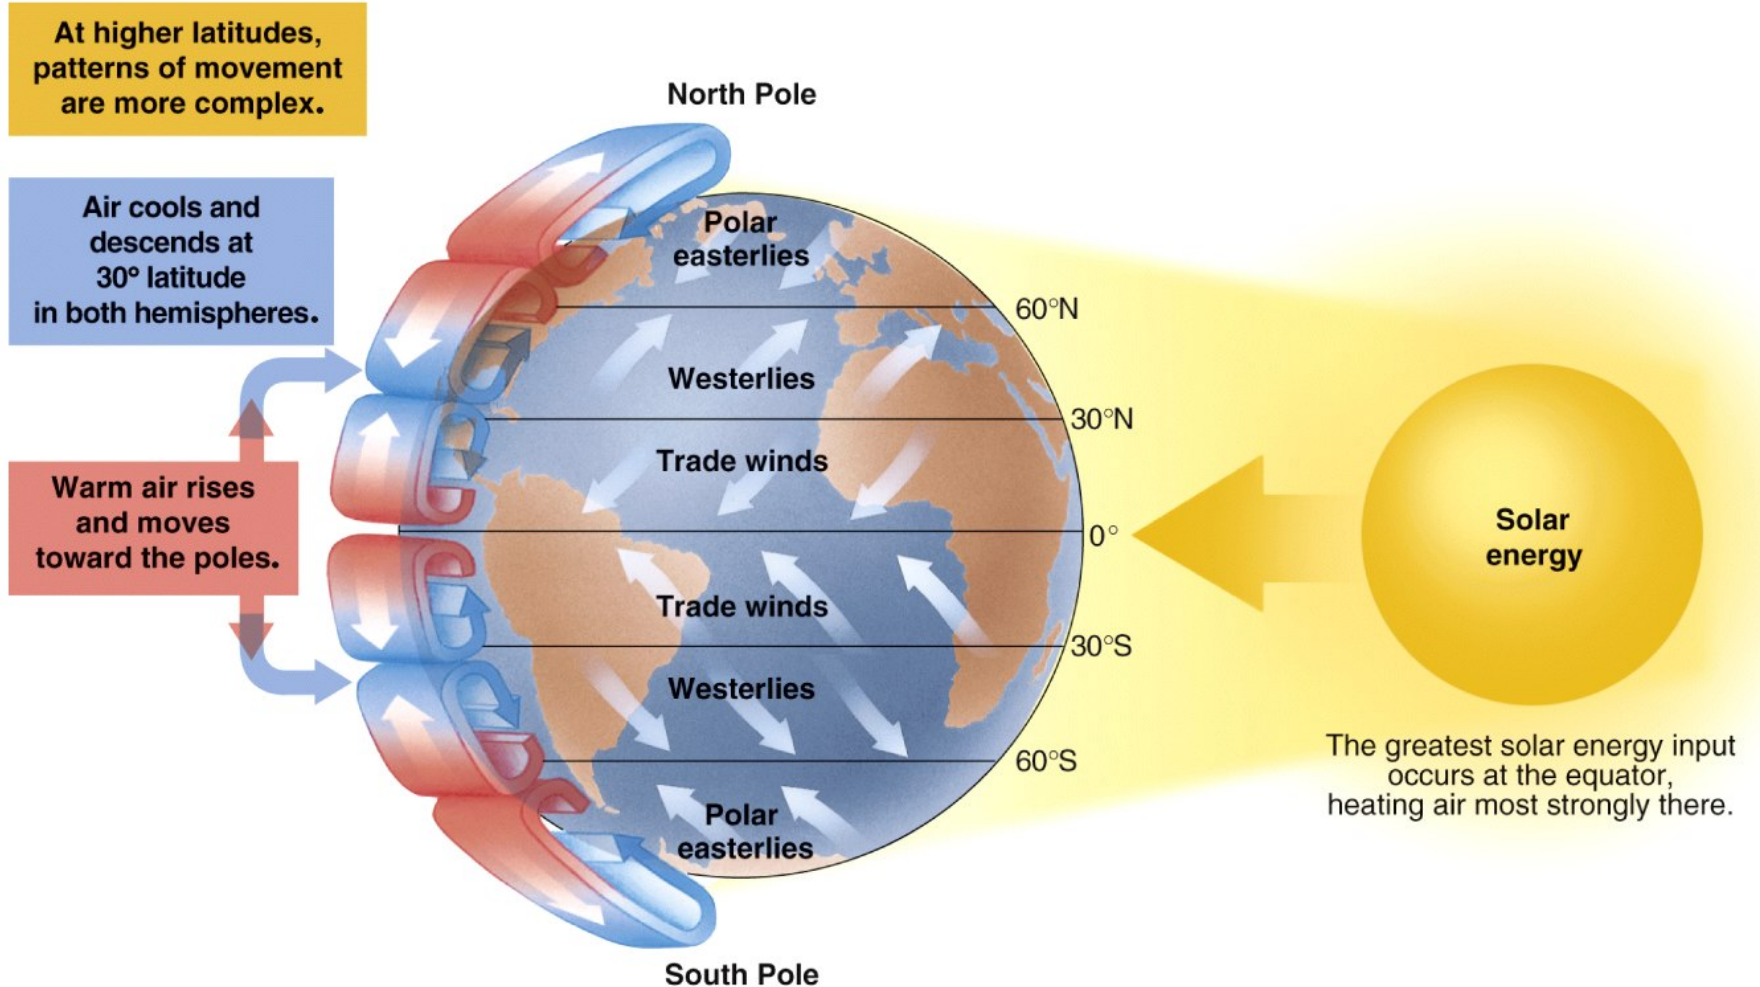 At higher latitudes,
patterns of movement
are more complex.
Air cools and
descends at
30° latitude
in both hemispheres.
Warm air rises
and moves
toward the poles.
North Pole
Polar
easterlies
60°N
Westerlies
30°N
Trade winds
0°
Trade winds
30°S
Westerlies
60°S
Polar
easterlies
South Pole
Solar
energy
The greatest solar energy input
occurs at the equator,
heating air most strongly there.